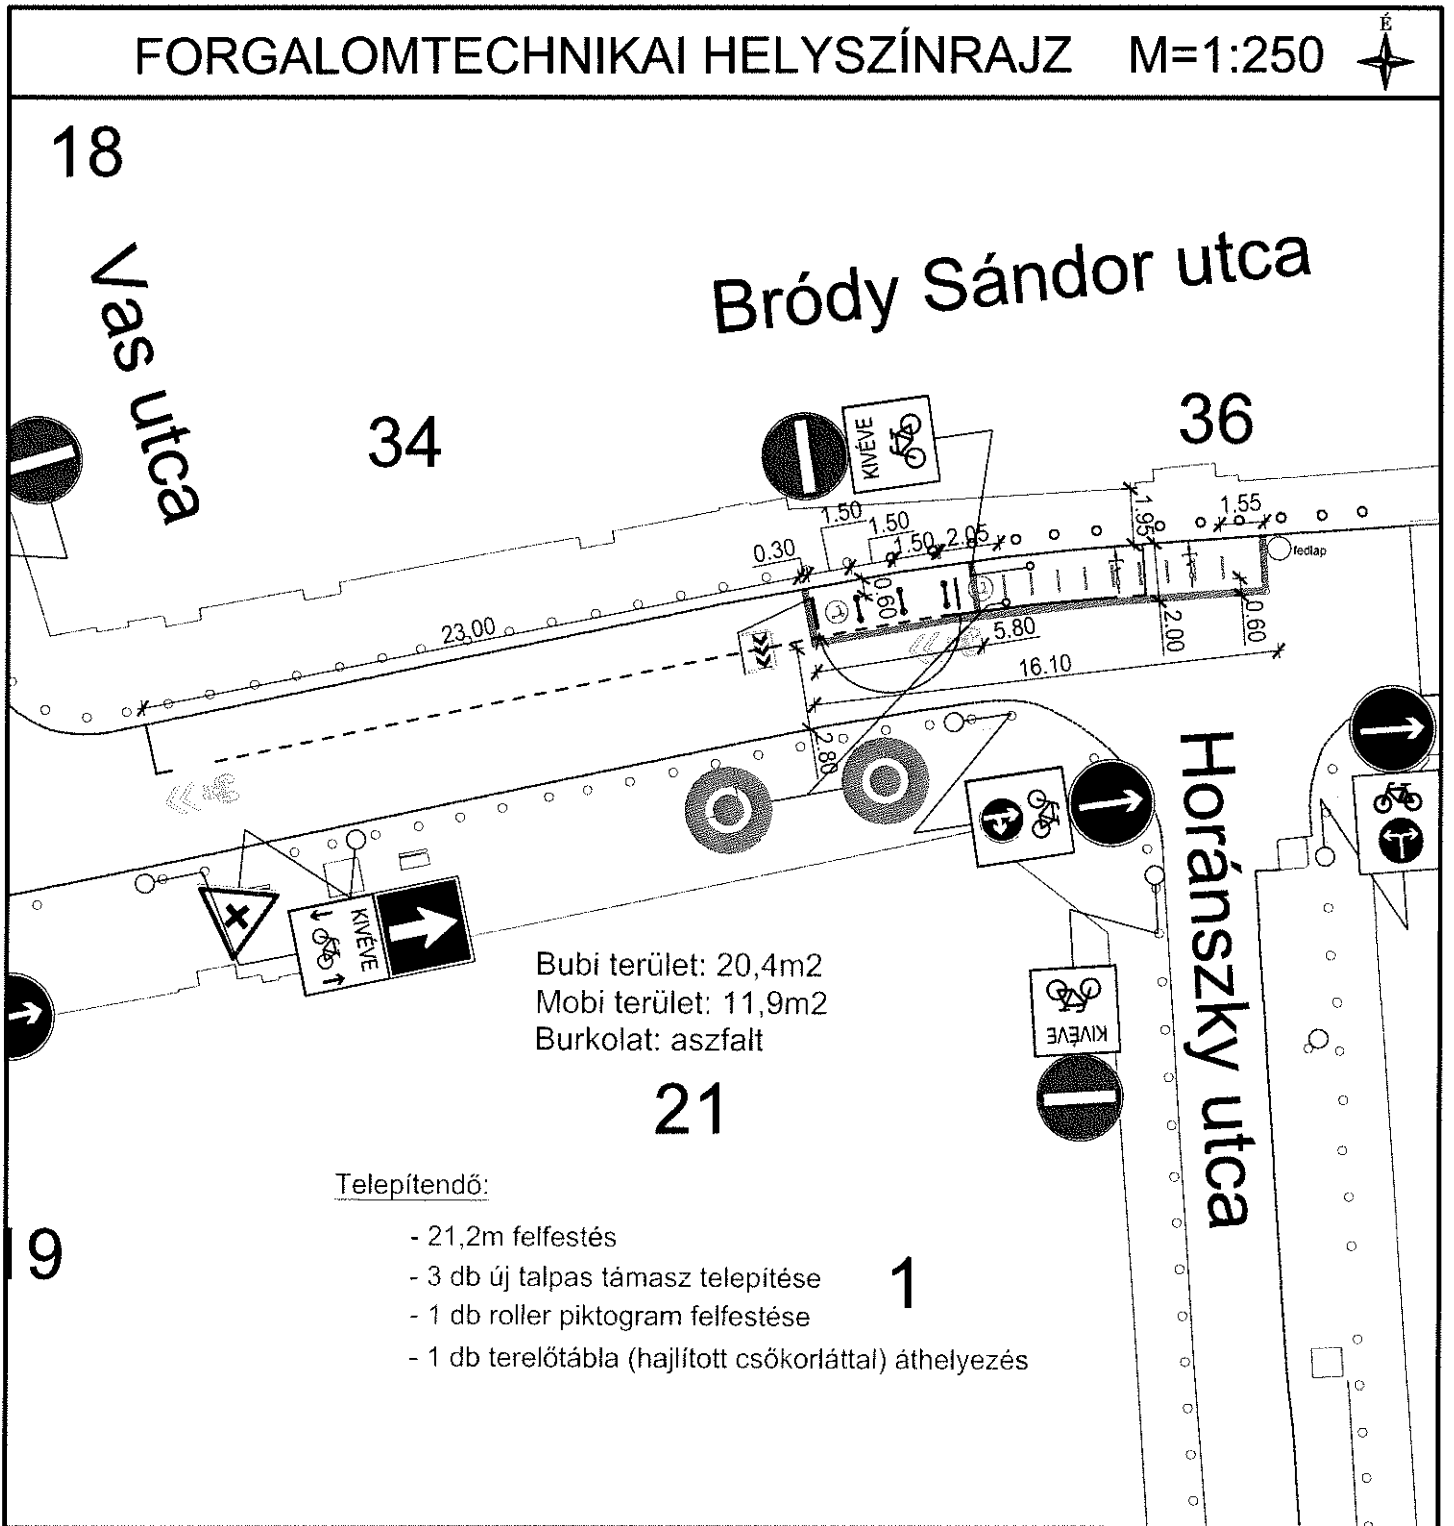 FORGALOMTECHNIKAI HELYSZÍNRAJZ M=1:250
É
18
Vas utca
Bródy Sándor utca
34
36
KIVÉVE
1.50
1.50
1.50
2.05
0.30
1.95
1.55
fedlap
0.60
23,00
5.80
2.00
0.60
16.10
2.80
Horánszky utca
KIVÉVE
KIVÉVE
Bubi terület: 20,4m2
Mobi terület: 11,9m2
Burkolat: aszfalt
21
Telepítendő:
- 21,2m felfestés
- 3 db új talpas támasz telepítése
- 1 db roller piktogram felfestése
- 1 db terelőtábla (hajlított csőkorláttal) áthelyezés
19
1